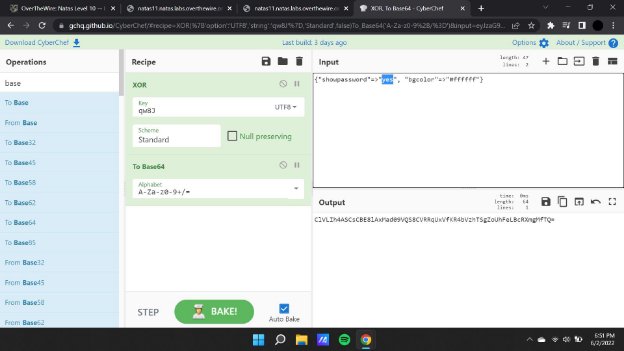 OverTheWire: Natas Level 10 → natas11.natas.labs.overthewire.o natas11.natas.labs.overthewire.o XOR, To Base64 - CyberChef
gchq.github.io/CyberChef/#recipe=XOR(%7B'option':'UTF8','string':'qw8J'%7D,'Standard',false)To_Base64('A-Za-z0-9%2B/%3D')&input=eyJzaG9...
Download CyberChef Last build: 3 days ago Options About / Support
Operations Recipe Input length: 47
lines: 2
base
XOR
{"showpassword"=>"yes", "bgcolor"=>"#ffffff"}
To Base
Key
qw8J UTF8
From Base
To Base32
Scheme
Standard Null preserving
To Base45
To Base58
To Base64
To Base62
Alphabet
A-Za-z0-9+/=
To Base64
Output time: 0ms
length: 64
lines: 1
To Base85
From Base32
From Base45
From Base58
From Base62
STEP BAKE! Auto Bake
6:51 PM
6/2/2022